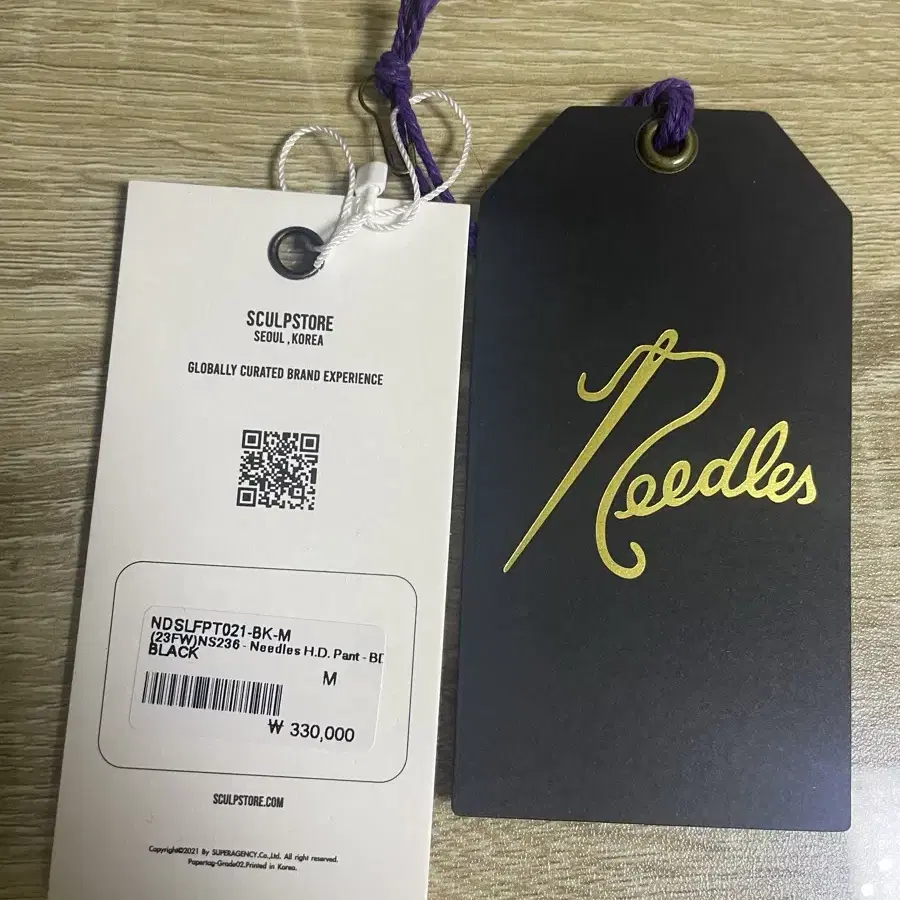 SCULPSTORE
SEOUL ,KOREA
GLOBALLY CURATED BRAND EXPERIENCE
NDSLFPT021-BK-M
(23FW)NS236 - Needles H.D. Pant - BD
BLACK
M
₩ 330,000
SCULPSTORE.COM
Copyright©2021 By SUPERAGENCY.Co.,Ltd. All right reserved.
Papertag-Grade02.Printed in Korea.
Needles